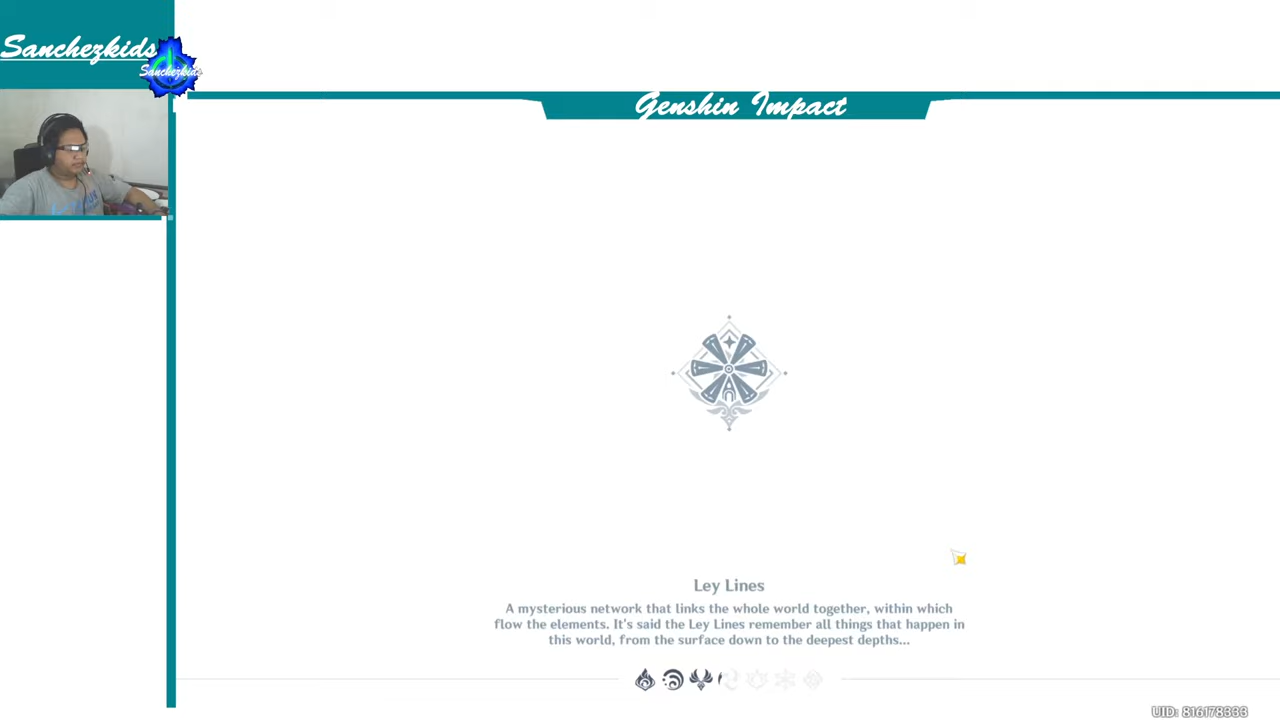 Sanchezkids
Sanchezkids
Genshin Impact
Ley Lines
A mysterious network that links the whole world together, within which
flow the elements. It's said the Ley Lines remember all things that happen in
this world, from the surface down to the deepest depths...
UID: 816178333